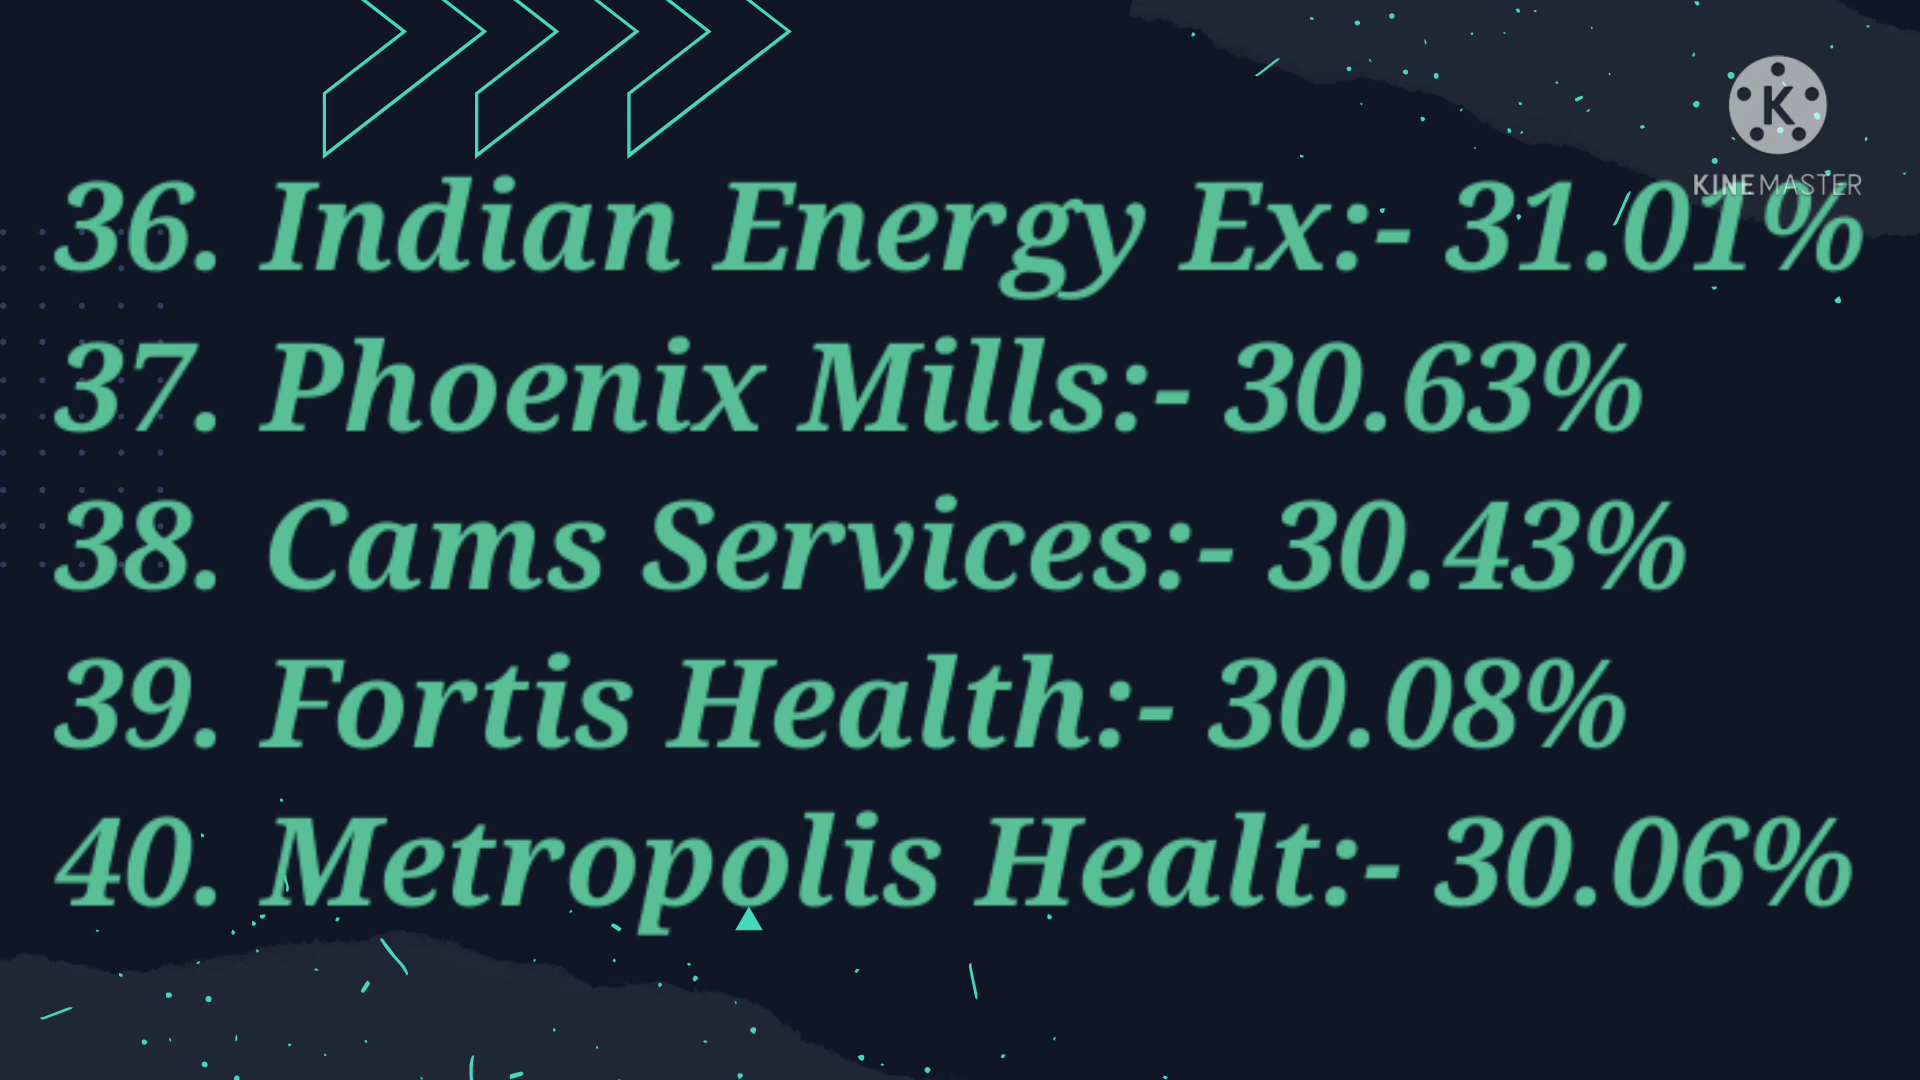 K
KINEMASTER
36. Indian Energy Ex:- 31.01%
37. Phoenix Mills:- 30.63%
38. Cams Services:- 30.43%
39. Fortis Health:- 30.08%
40. Metropolis Healt:- 30.06%